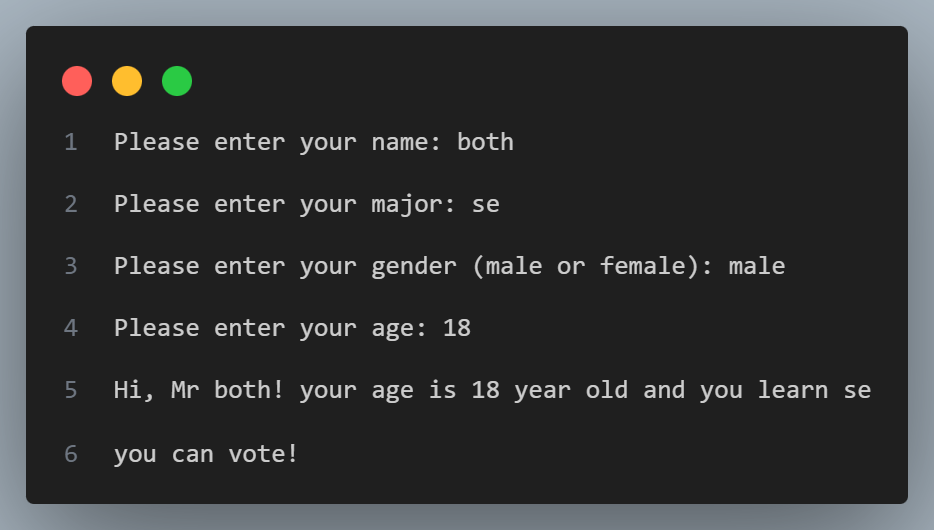 1 Please enter your name: both
2 Please enter your major: se
3 Please enter your gender (male or female): male
4 Please enter your age: 18
5 Hi, Mr both! your age is 18 year old and you learn se
6 you can vote!